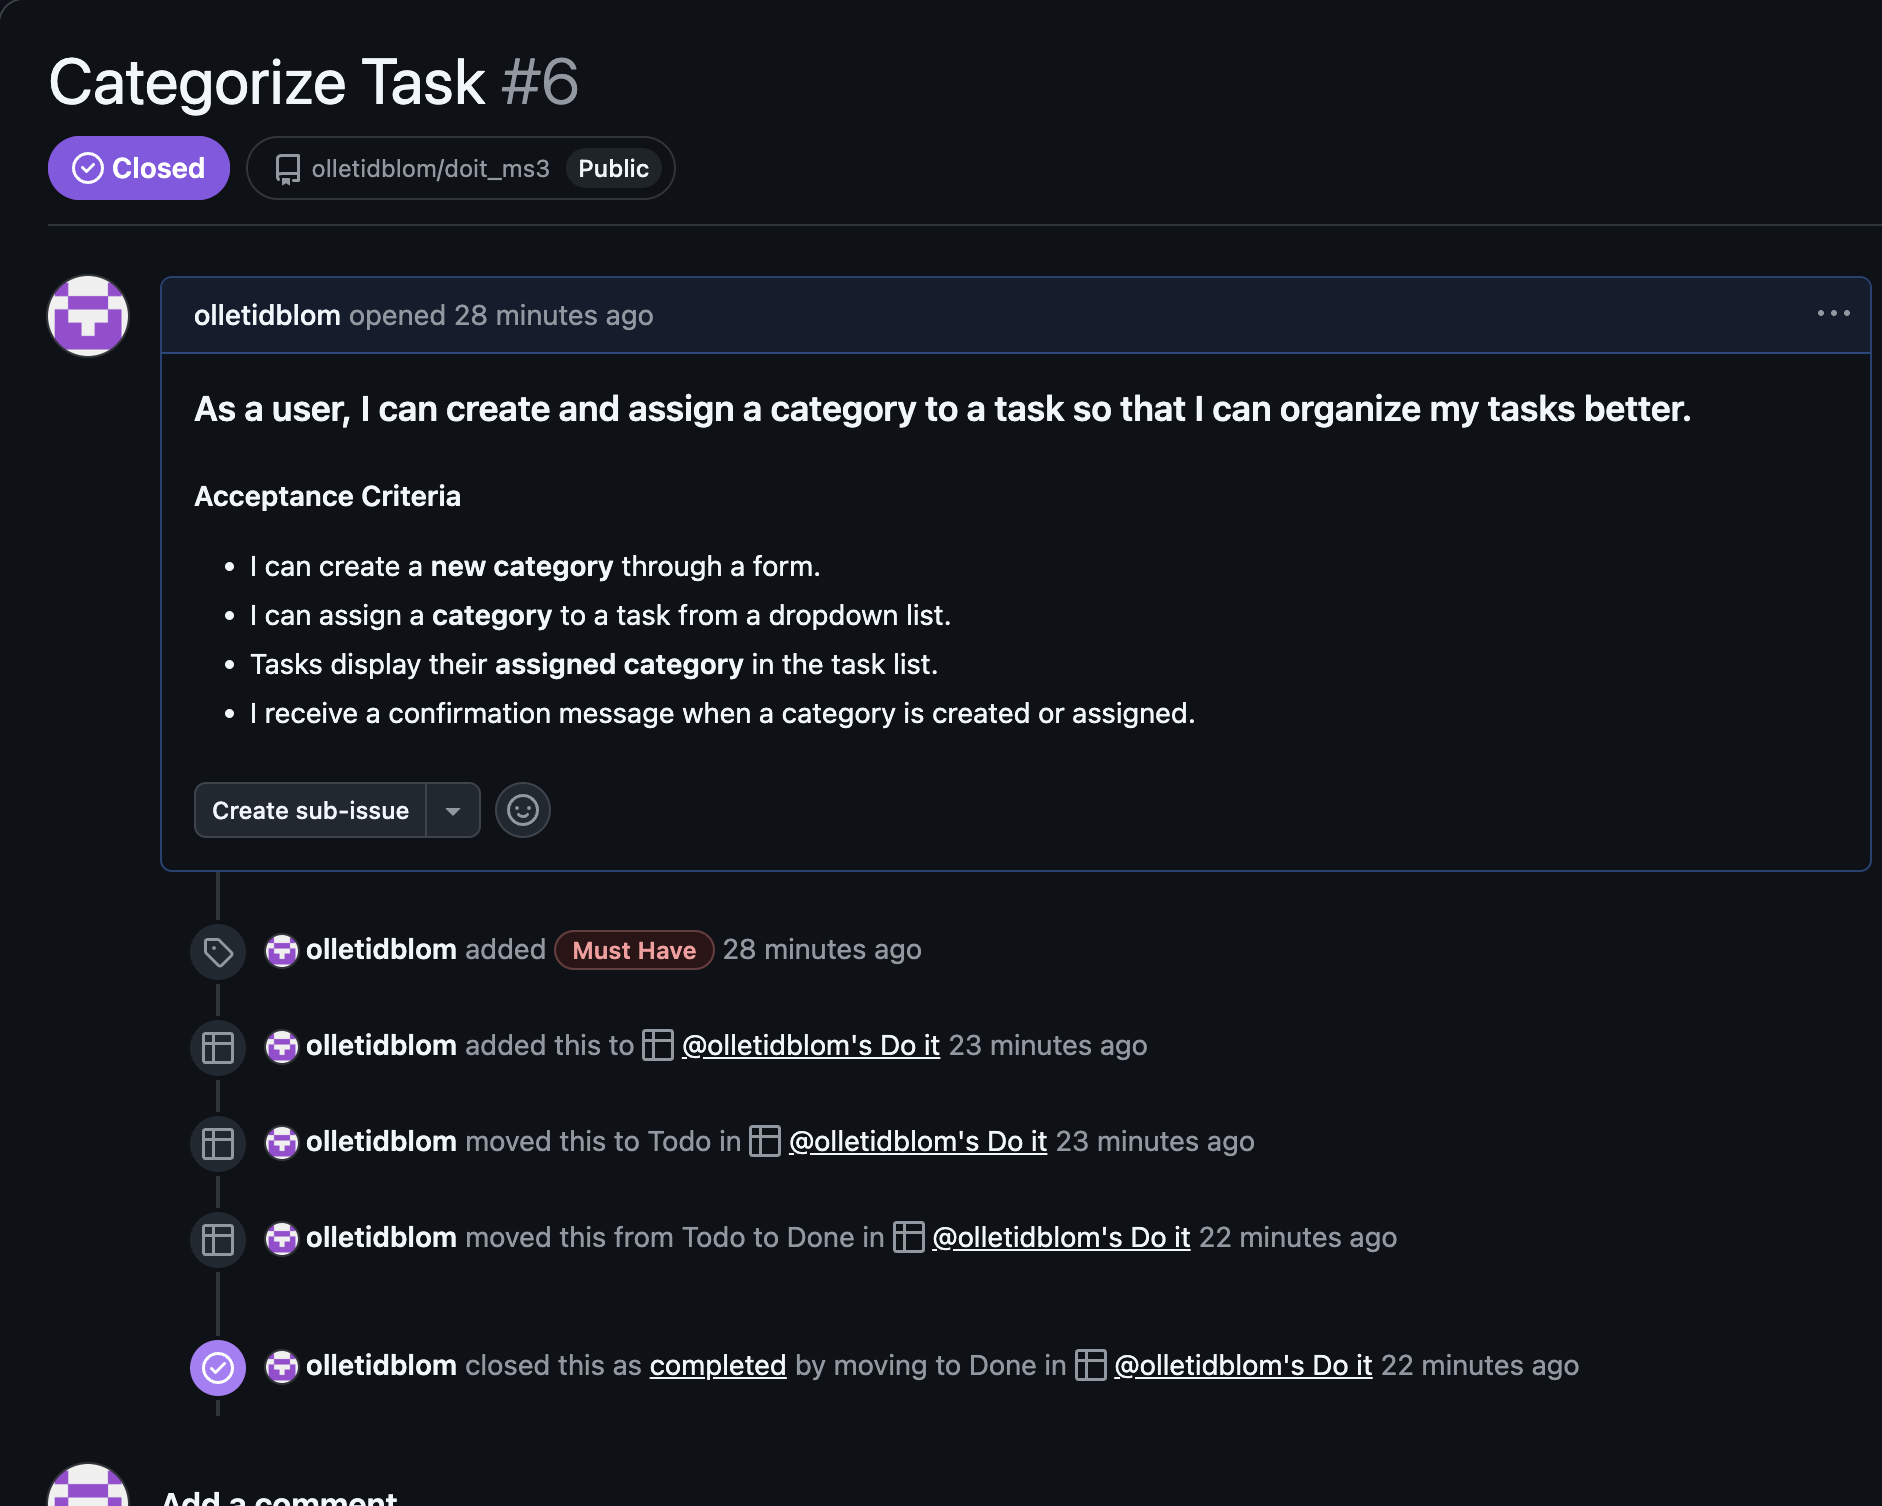 Categorize Task #6
Closed
olletidblom/doit_ms3 Public
olletidblom opened 28 minutes ago
As a user, I can create and assign a category to a task so that I can organize my tasks better.
Acceptance Criteria
• I can create a new category through a form.
• I can assign a category to a task from a dropdown list.
• Tasks display their assigned category in the task list.
• I receive a confirmation message when a category is created or assigned.
Create sub-issue
olletidblom added Must Have 28 minutes ago
olletidblom added this to @olletidblom's Do it 23 minutes ago
olletidblom moved this to Todo in @olletidblom's Do it 23 minutes ago
olletidblom moved this from Todo to Done in @olletidblom's Do it 22 minutes ago
olletidblom closed this as completed by moving to Done in @olletidblom's Do it 22 minutes ago
Add a comment